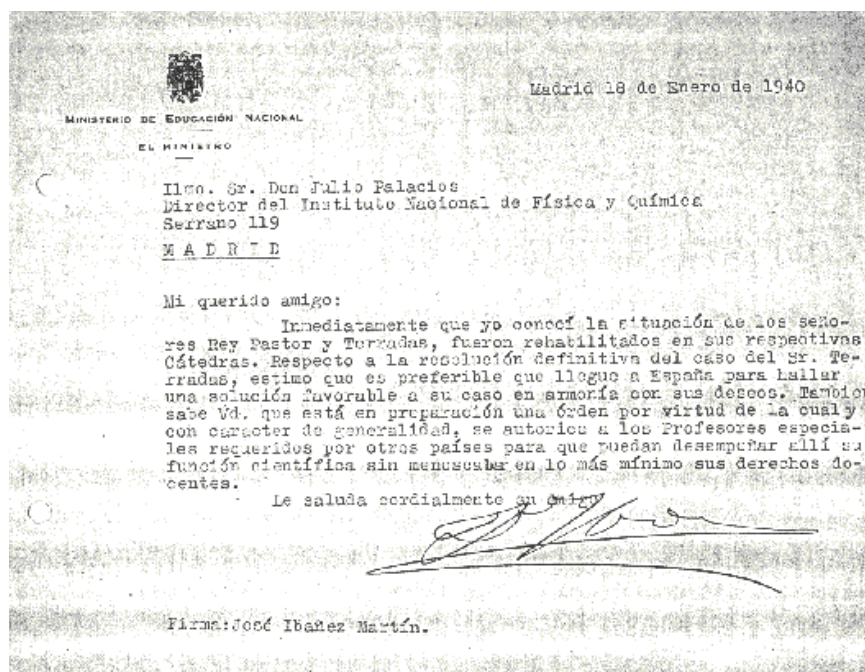 Madrid 18 de Enero de 1940
MINISTERIO DE EDUCACIÓN NACIONAL
EL MINISTRO
Ilmo. Sr. Don Julio Palacios
Director del Instituto Nacional de Física y Química
Serrano 119
M A D R I D
Mi querido amigo:
Inmediatamente que yo conocí la situación de los seño-
res Rey Pastor y Terradas, fueron rehabilitados en sus respectivas
Cátedras. Respecto a la resolución definitiva del caso del Sr. Te-
rradas, estimo que es preferible que llegue a España para hallar
una solución favorable a su caso en armonía con sus deseos. Tambien
sabe Vd. que está en preparación una órden por virtud de la cual y
con caracter de generalidad, se autorice a los Profesores especia-
les requeridos por otros países para que puedan desempeñar allí su
función científica sin menoscabar en lo más mínimo sus derechos do-
centes.
Le saluda cordialmente su amigo
Firma: José Ibañez Martín.